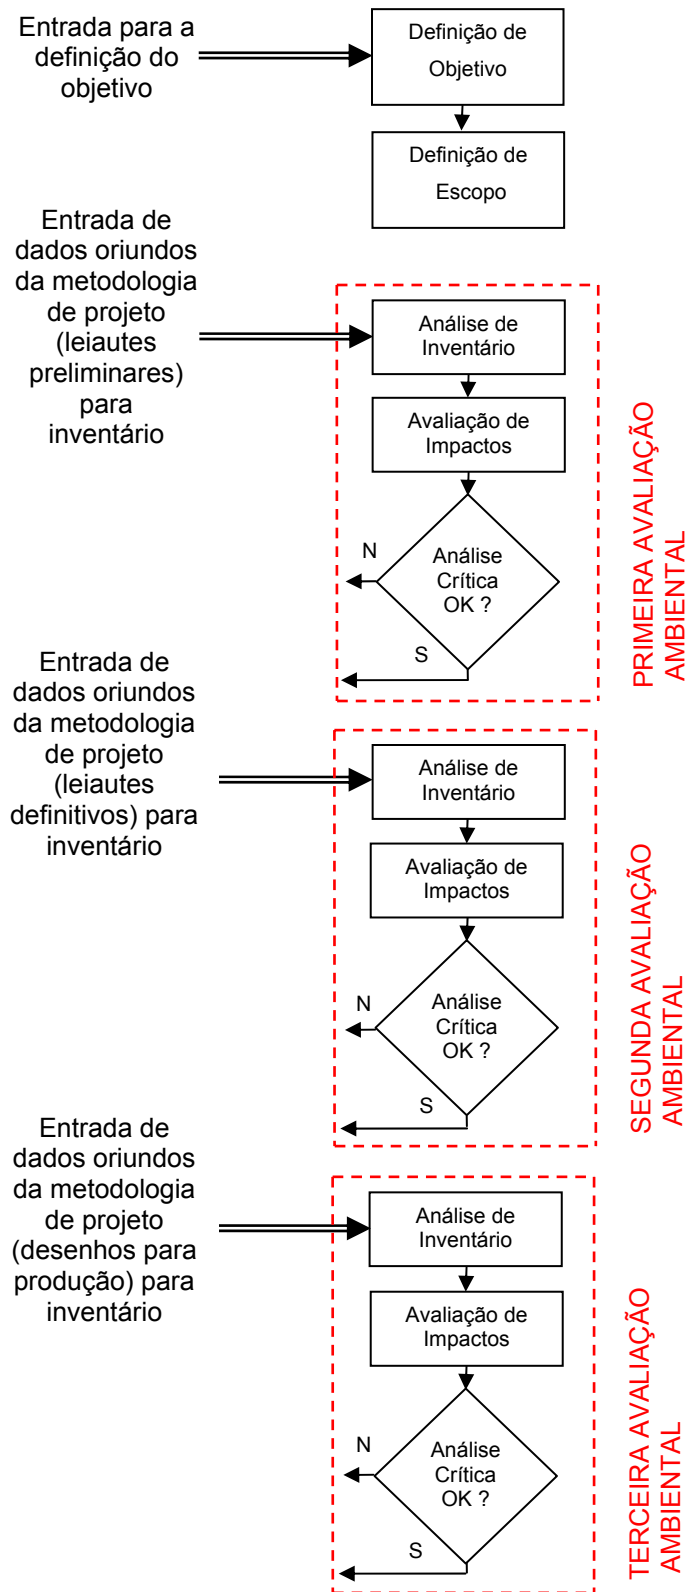 Entrada para a
definição do
objetivo
Definição de
Objetivo
Definição de
Escopo
Entrada de
dados oriundos
da metodologia
de projeto
(leiautes
preliminares)
para
inventário
Análise de
Inventário
Avaliação de
Impactos
Análise
Crítica
OK ?
N
S
PRIMEIRA AVALIAÇÃO
AMBIENTAL
Entrada de
dados oriundos
da metodologia
de projeto
(leiautes
definitivos) para
inventário
Análise de
Inventário
Avaliação de
Impactos
Análise
Crítica
OK ?
N
S
SEGUNDA AVALIAÇÃO
AMBIENTAL
Entrada de
dados oriundos
da metodologia
de projeto
(desenhos para
produção) para
inventário
Análise de
Inventário
Avaliação de
Impactos
Análise
Crítica
OK ?
N
S
TERCEIRA AVALIAÇÃO
AMBIENTAL